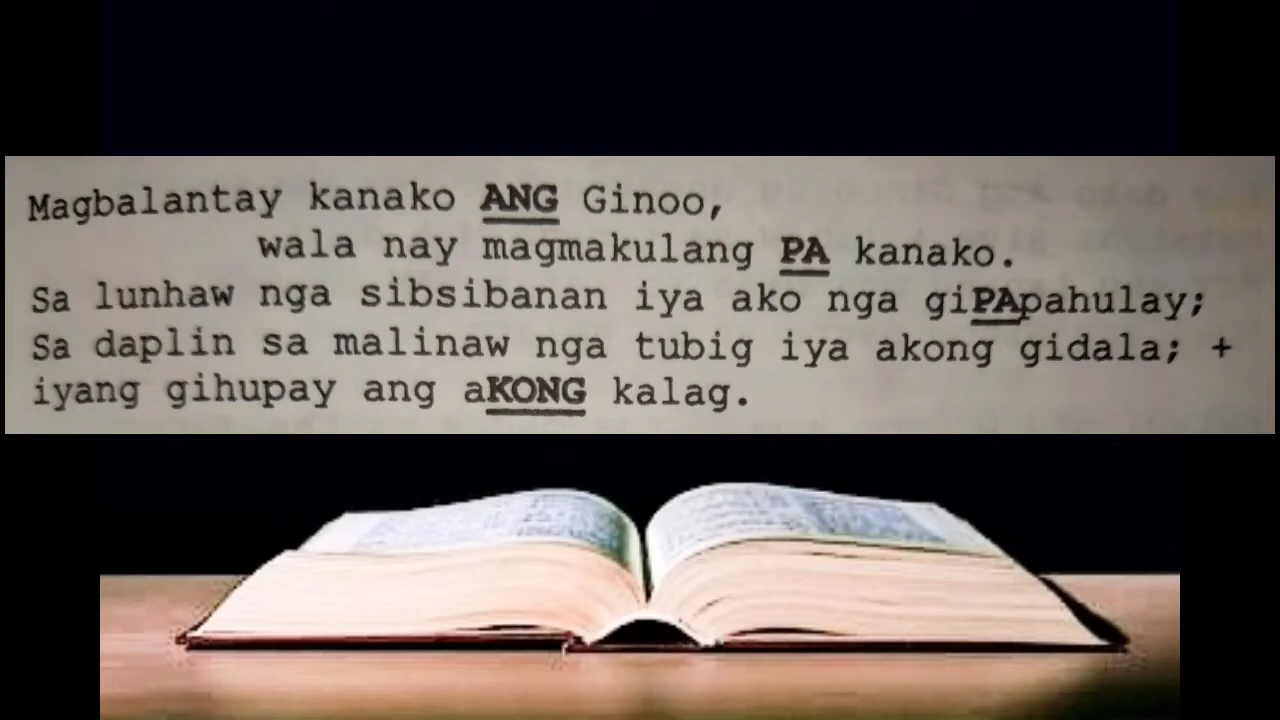 Magbalantay kanako ANG Ginoo,
wala nay magmakulang PA kanako.
Sa lunhaw nga sibsibanan iya ako nga giPApahulay;
Sa daplin sa malinaw nga tubig iya akong gidala; +
iyang gihupay ang aKONG kalag.